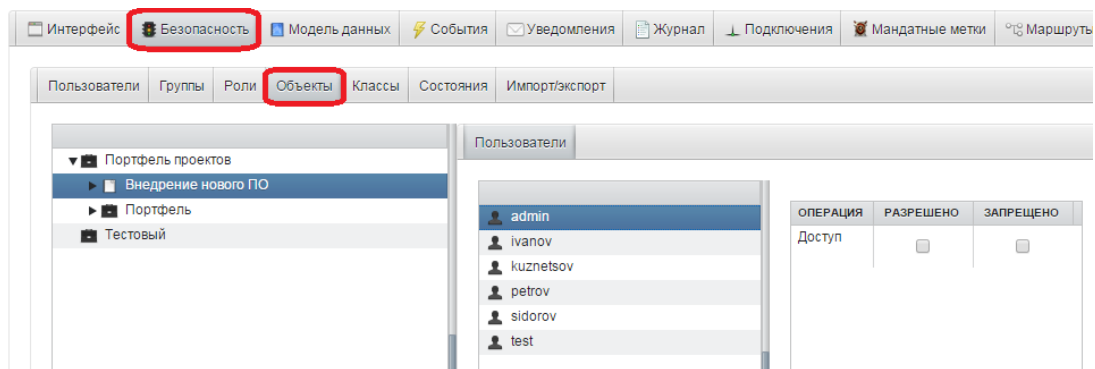 Интерфейс Безопасность Модель данных События Уведомления Журнал Подключения Мандатные метки Маршруты
Пользователи Группы Роли Объекты Классы Состояния Импорт/экспорт
Пользователи
Портфель проектов
Внедрение нового ПО
Портфель
Тестовый
admin
ivanov
kuznetsov
petrov
sidorov
test
ОПЕРАЦИЯ РАЗРЕШЕНО ЗАПРЕЩЕНО
Доступ